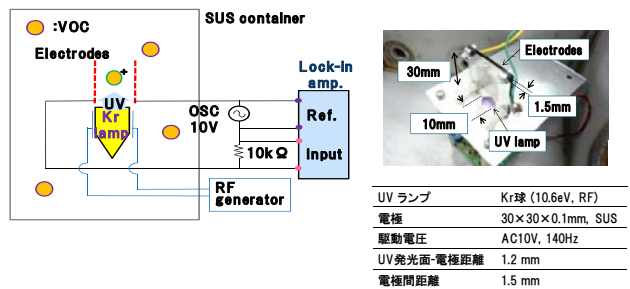 :VOC
SUS container
Electrodes
+
UV
Kr
lamp
OSC
10V
10kΩ
RF
generator
Lock-in
amp.
Ref.
Input
Electrodes
30mm
1.5mm
10mm
UV lamp
UV ランプ Kr球 (10.6eV, RF)
電極 30×30×0.1mm, SUS
駆動電圧 AC10V, 140Hz
UV発光面-電極距離 1.2 mm
電極間距離 1.5 mm